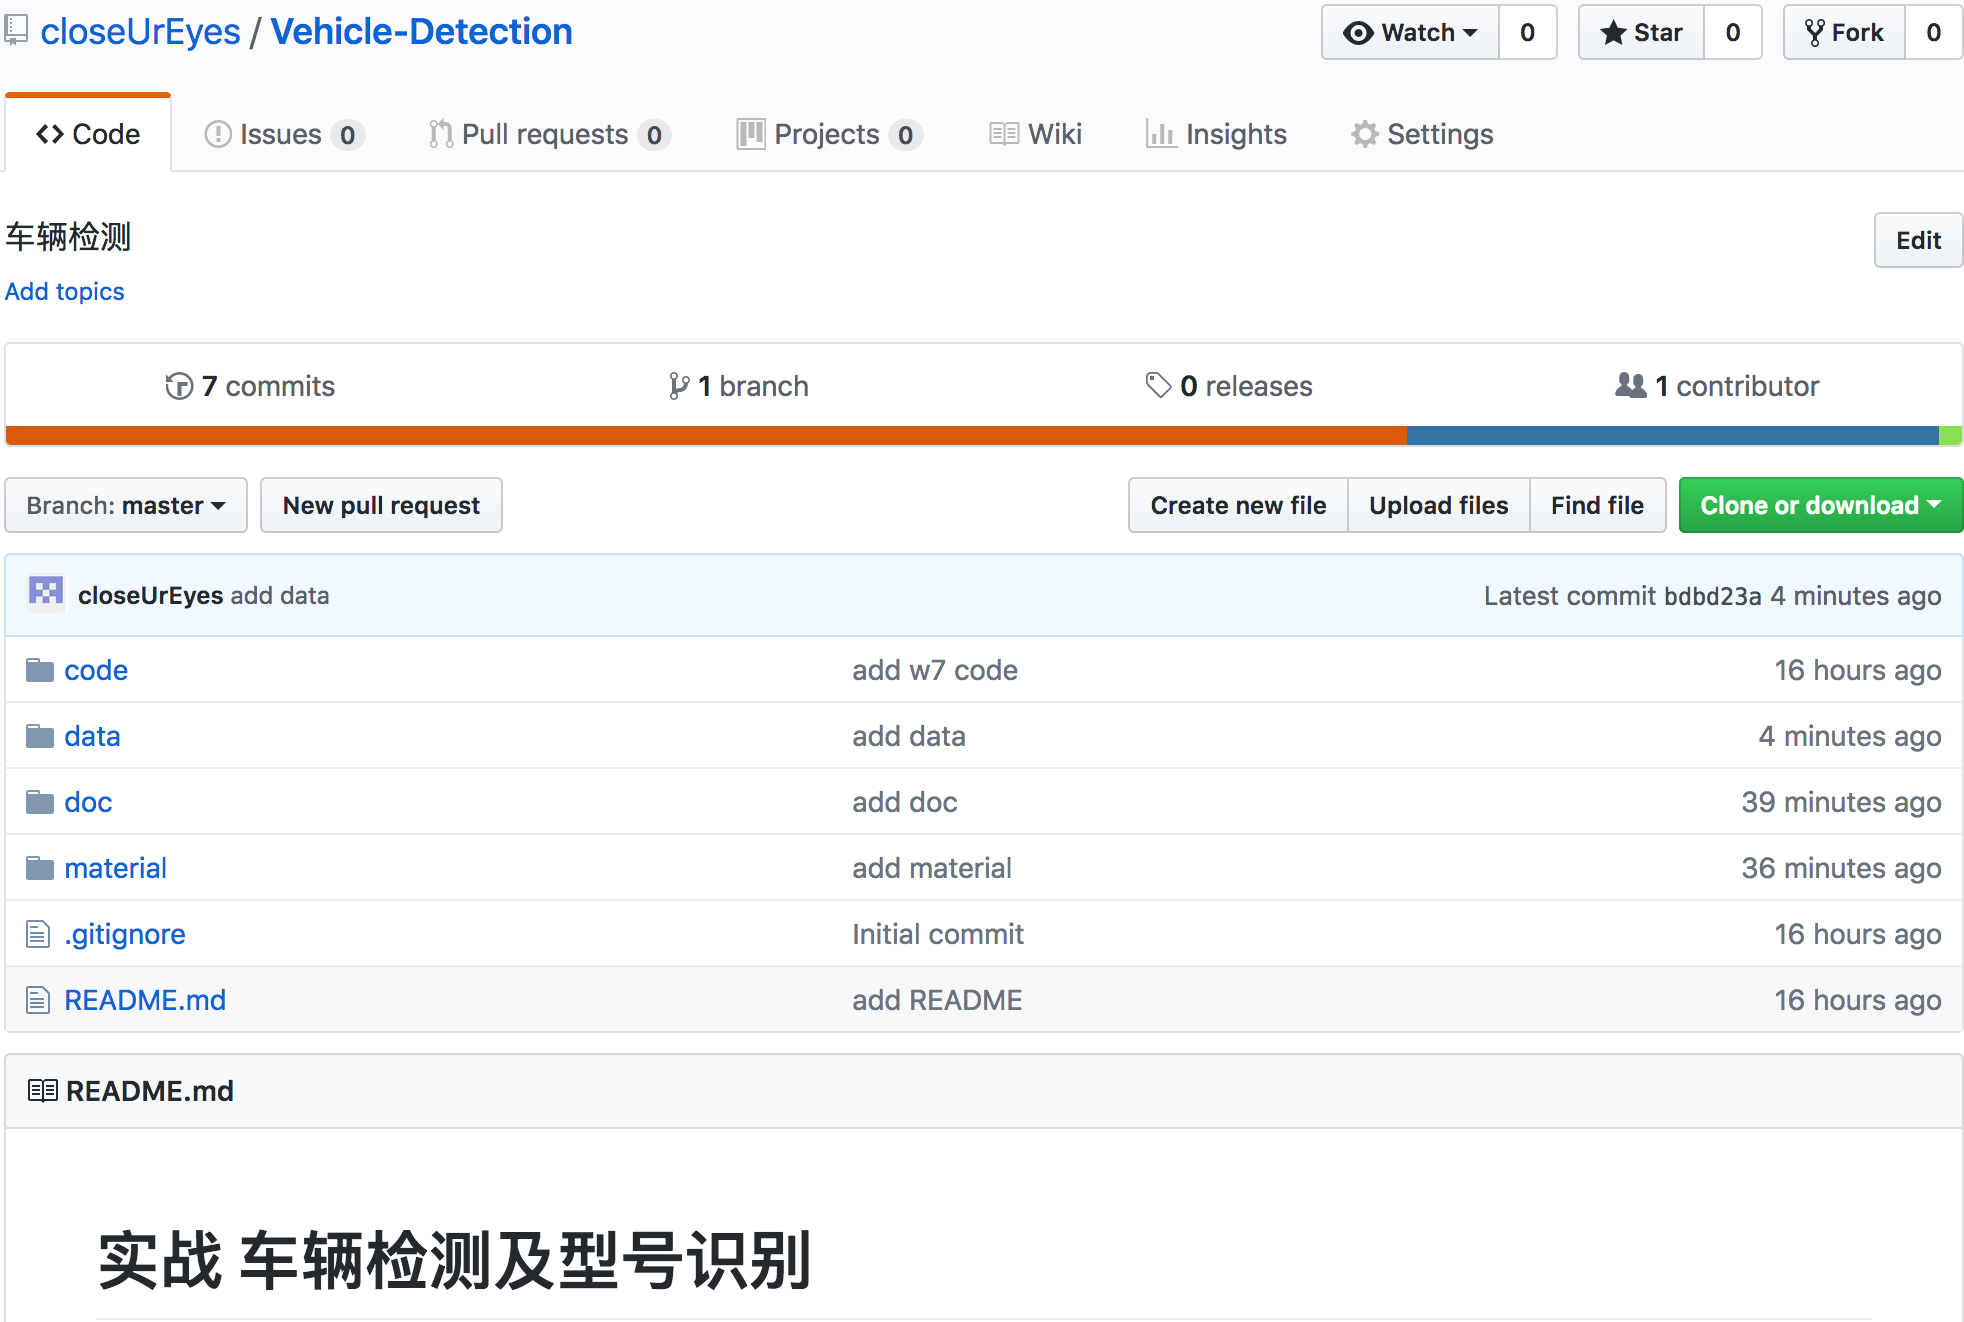 closeUrEyes / Vehicle-Detection Watch 0 Star 0 Fork 0
Code Issues 0 Pull requests 0 Projects 0 Wiki Insights Settings
车辆检测 Edit
Add topics
7 commits 1 branch 0 releases 1 contributor
Branch: master New pull request Create new file Upload files Find file Clone or download
closeUrEyes add data Latest commit bdbd23a 4 minutes ago
code add w7 code 16 hours ago
data add data 4 minutes ago
doc add doc 39 minutes ago
material add material 36 minutes ago
.gitignore Initial commit 16 hours ago
README.md add README 16 hours ago
README.md
实战 车辆检测及型号识别